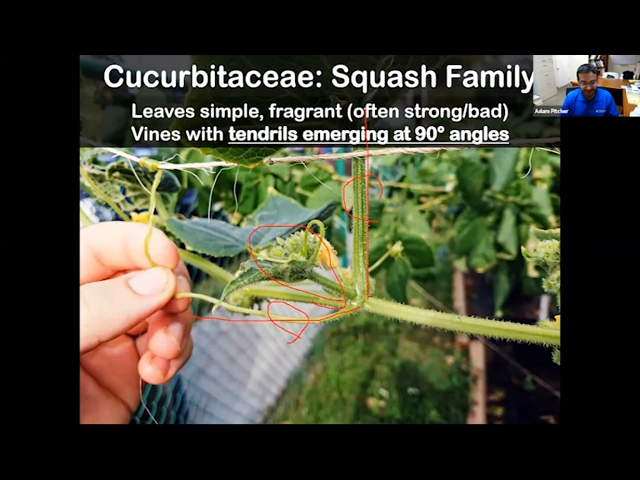 Cucurbitaceae: Squash Family
Leaves simple, fragrant (often strong/bad)
Vines with tendrils emerging at 90° angles
Adam Pitcher